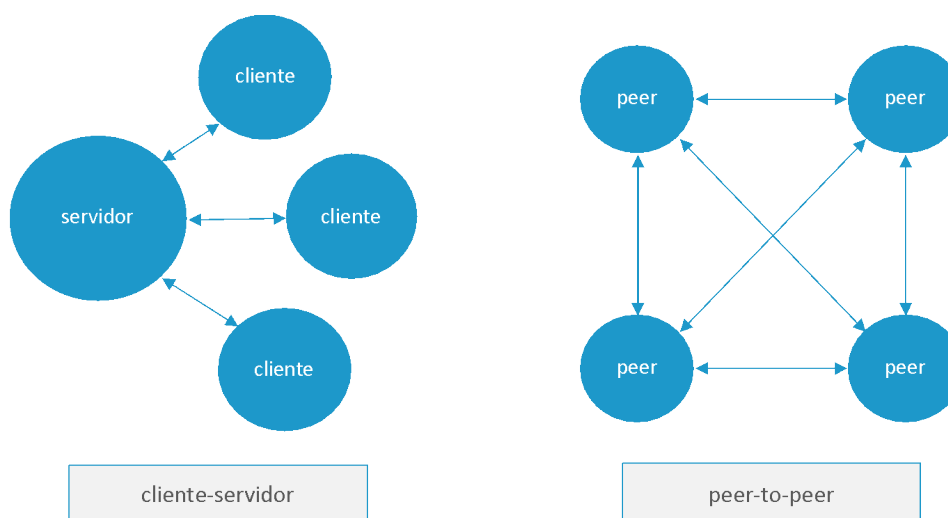 cliente
servidor
cliente
cliente
cliente-servidor
peer
peer
peer
peer
peer-to-peer